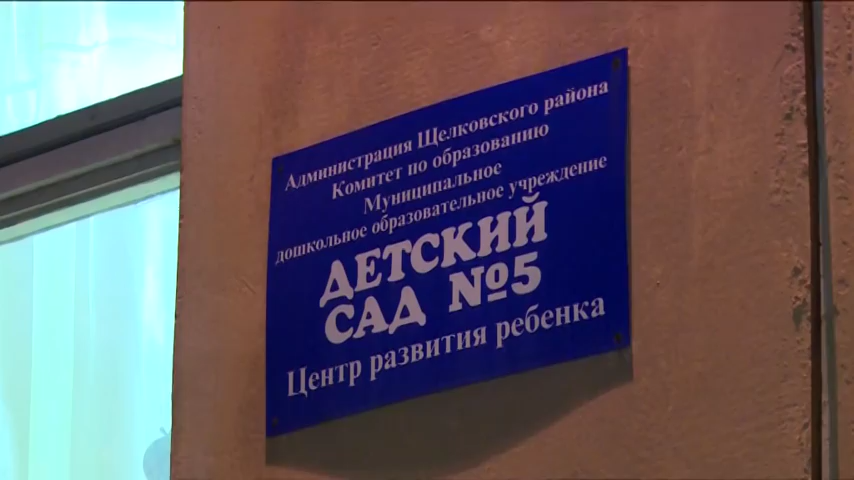 Администрация Щелковского района
Комитет по образованию
Муниципальное
дошкольное образовательное учреждение
ДЕТСКИЙ
САД №5
Центр развития ребенка